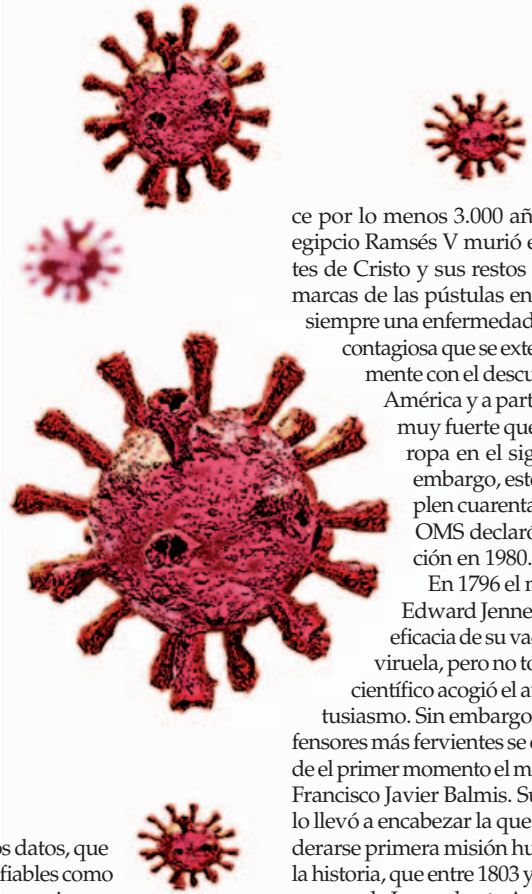 ce por lo menos 3.000 añ
egipcio Ramsés V murió e
tes de Cristo y sus restos
marcas de las pústulas en
siempre una enfermedad
contagiosa que se exte
mente con el descu
América y a part
muy fuerte que
ropa en el sig
embargo, este
plen cuarenta
OMS declaró
ción en 1980.
En 1796 el m
Edward Jenne
eficacia de su va
viruela, pero no to
científico acogió el a
tusiasmo. Sin embargo
fensores más fervientes se
de el primer momento el m
Francisco Javier Balmis. Su
lo llevó a encabezar la que
derarse primera misión hu
la historia, que entre 1803 y
os datos, que
fiables como